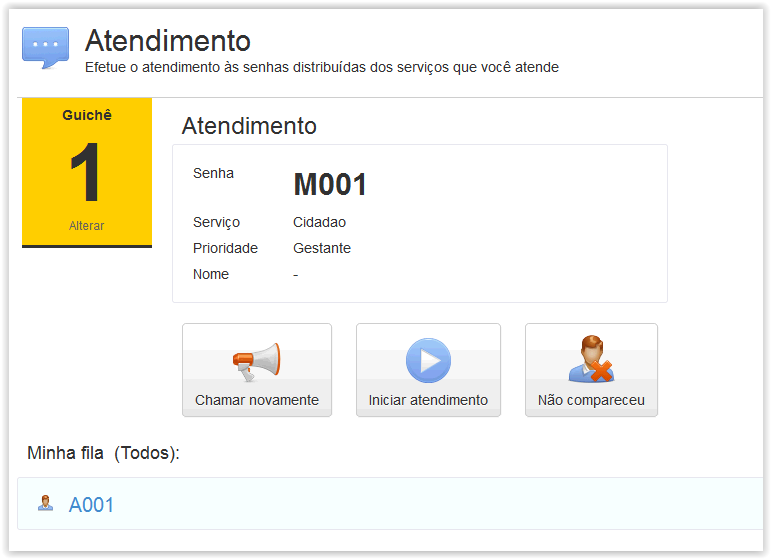 Atendimento
Efetue o atendimento às senhas distribuídas dos serviços que você atende
Guichê
1
Alterar
Atendimento
Senha M001
Serviço Cidadao
Prioridade Gestante
Nome -
Chamar novamente Iniciar atendimento Não compareceu
Minha fila (Todos):
A001